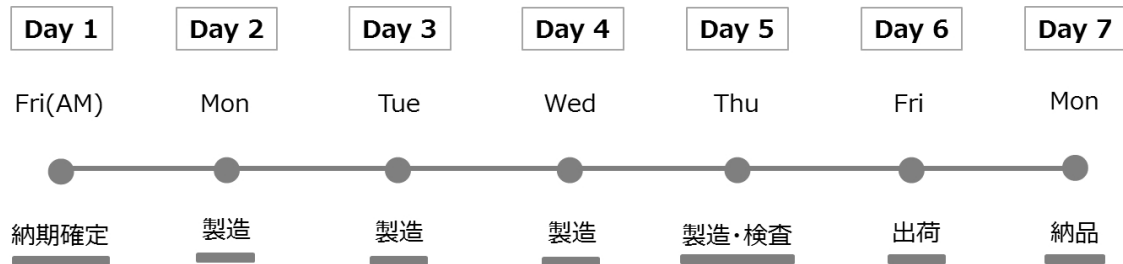 Day 1 Day 2 Day 3 Day 4 Day 5 Day 6 Day 7
Fri(AM) Mon Tue Wed Thu Fri Mon
納期確定 製造 製造 製造 製造・検査 出荷 納品